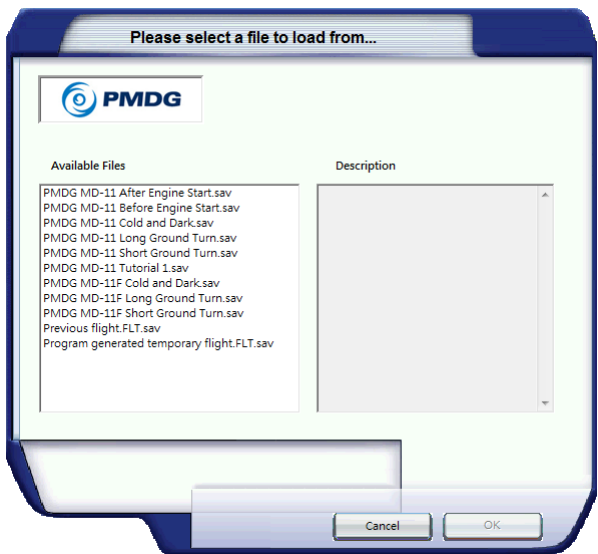 Please select a file to load from...
PMDG
Available Files
Description
PMDG MD-11 After Engine Start.sav
PMDG MD-11 Before Engine Start.sav
PMDG MD-11 Cold and Dark.sav
PMDG MD-11 Long Ground Turn.sav
PMDG MD-11 Short Ground Turn.sav
PMDG MD-11 Tutorial 1.sav
PMDG MD-11F Cold and Dark.sav
PMDG MD-11F Long Ground Turn.sav
PMDG MD-11F Short Ground Turn.sav
Previous flight.FLT.sav
Program generated temporary flight.FLT.sav
Cancel
OK